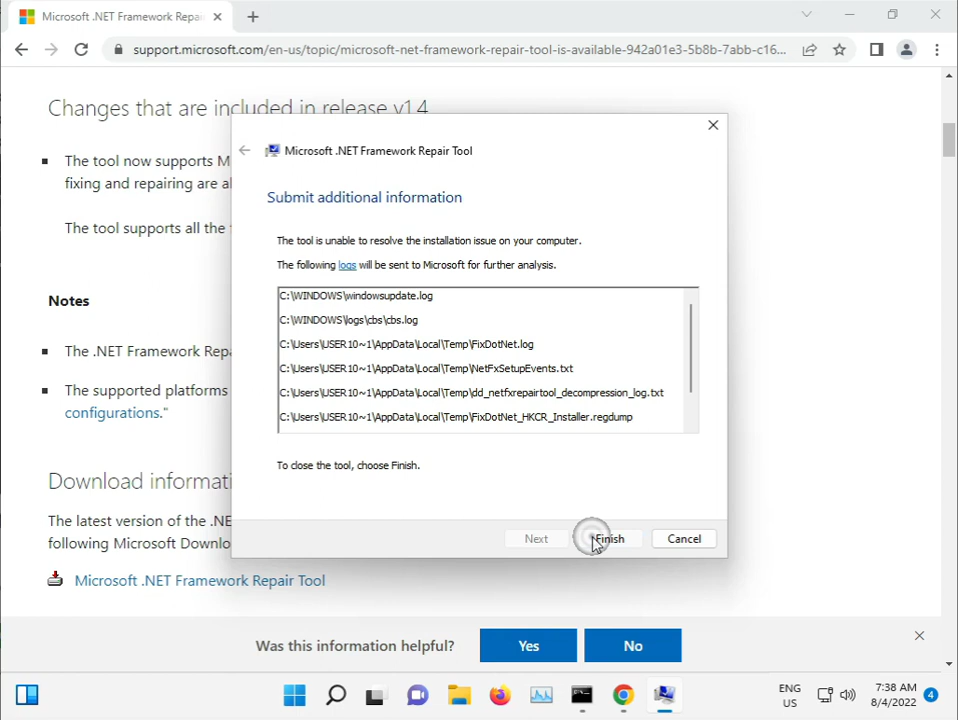 Microsoft .NET Framework Repa
support.microsoft.com/en-us/topic/microsoft-net-framework-repair-tool-is-available-942a01e3-5b8b-7abb-c16...
Changes that are included in release v1.4
The tool now supports M
fixing and repairing are al
The tool supports all the
Notes
The .NET Framework Repa
The supported platforms
configurations."
Download informati
The latest version of the .NE
following Microsoft Downlo
Microsoft .NET Framework Repair Tool
Microsoft .NET Framework Repair Tool
Submit additional information
The tool is unable to resolve the installation issue on your computer.
The following logs will be sent to Microsoft for further analysis.
C:\WINDOWS\windowsupdate.log
C:\WINDOWS\logs\cbs\cbs.log
C:\Users\USER10~1\AppData\Local\Temp\FixDotNet.log
C:\Users\USER10~1\AppData\Local\Temp\NetFxSetupEvents.txt
C:\Users\USER10~1\AppData\Local\Temp\dd_netfxrepairtool_decompression_log.txt
C:\Users\USER10~1\AppData\Local\Temp\FixDotNet_HKCR_Installer.regdump
To close the tool, choose Finish.
Next Finish Cancel
Was this information helpful? Yes No
ENG
US
7:38 AM
8/4/2022
4